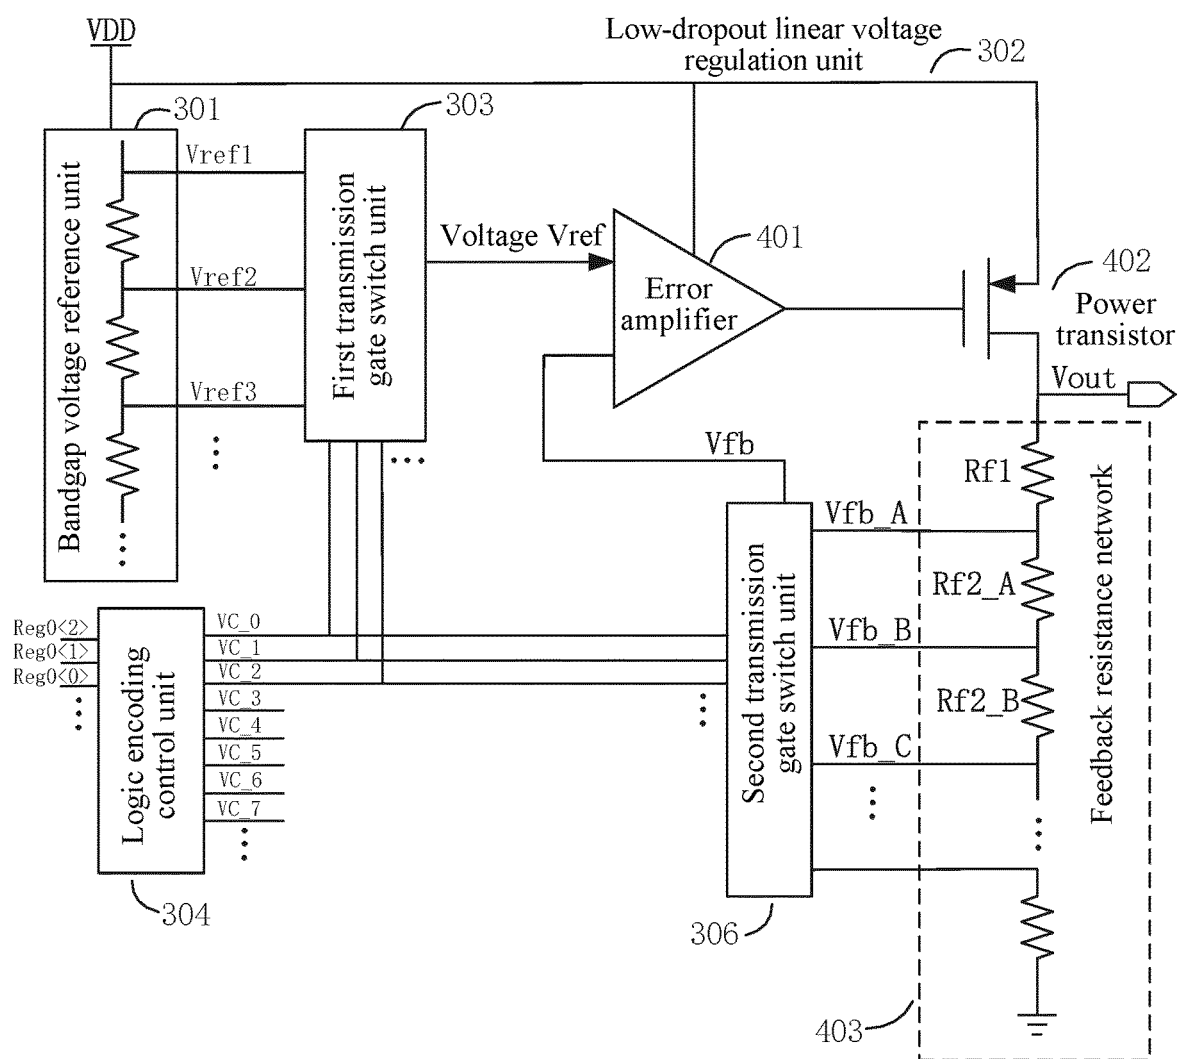 VDD
Low-dropout linear voltage
regulation unit
302
301
303
Bandgap voltage reference unit
Vref1
Vref2
Vref3
First transmission
gate switch unit
Voltage Vref
401
Error
amplifier
402
Power
transistor
Vout
Vfb
Rf1
Vfb_A
Rf2_A
Vfb_B
Rf2_B
Vfb_C
Feedback resistance network
Second transmission
gate switch unit
Reg0<2>
Reg0<1>
Reg0<0>
Logic encoding
control unit
VC_0
VC_1
VC_2
VC_3
VC_4
VC_5
VC_6
VC_7
304
306
403